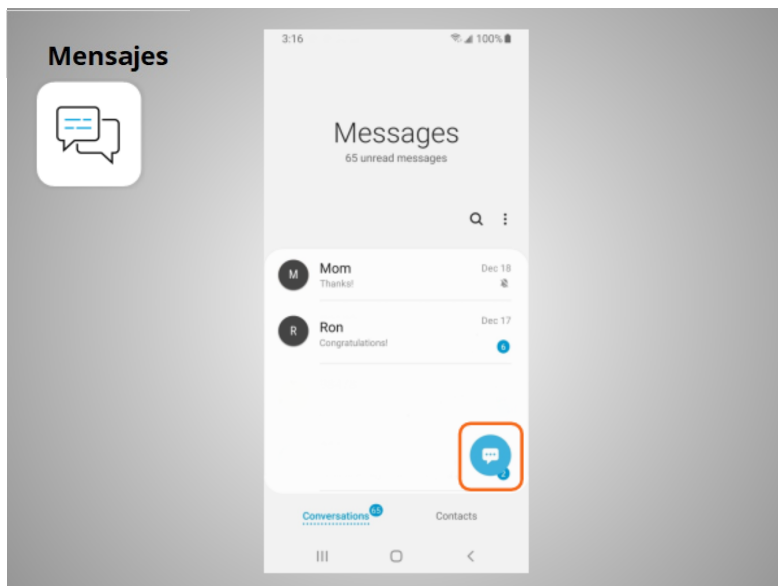 Mensajes
3:16
100%
Messages
65 unread messages
M
Mom
Dec 18
Thanks!
R
Ron
Dec 17
Congratulations!
6
2
Conversations
65
Contacts